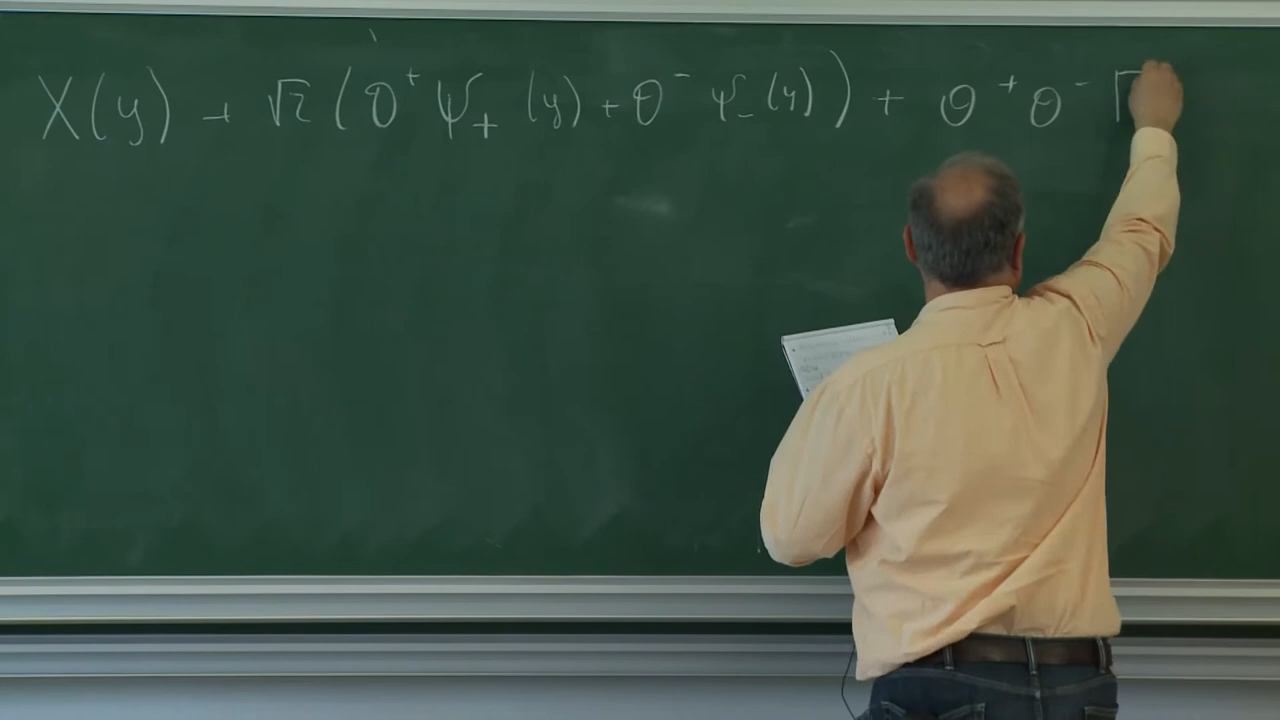 X(y) + √2 (θ⁺ ψ₊ (y) + θ⁻ ψ₋(y)) + θ⁺ θ⁻